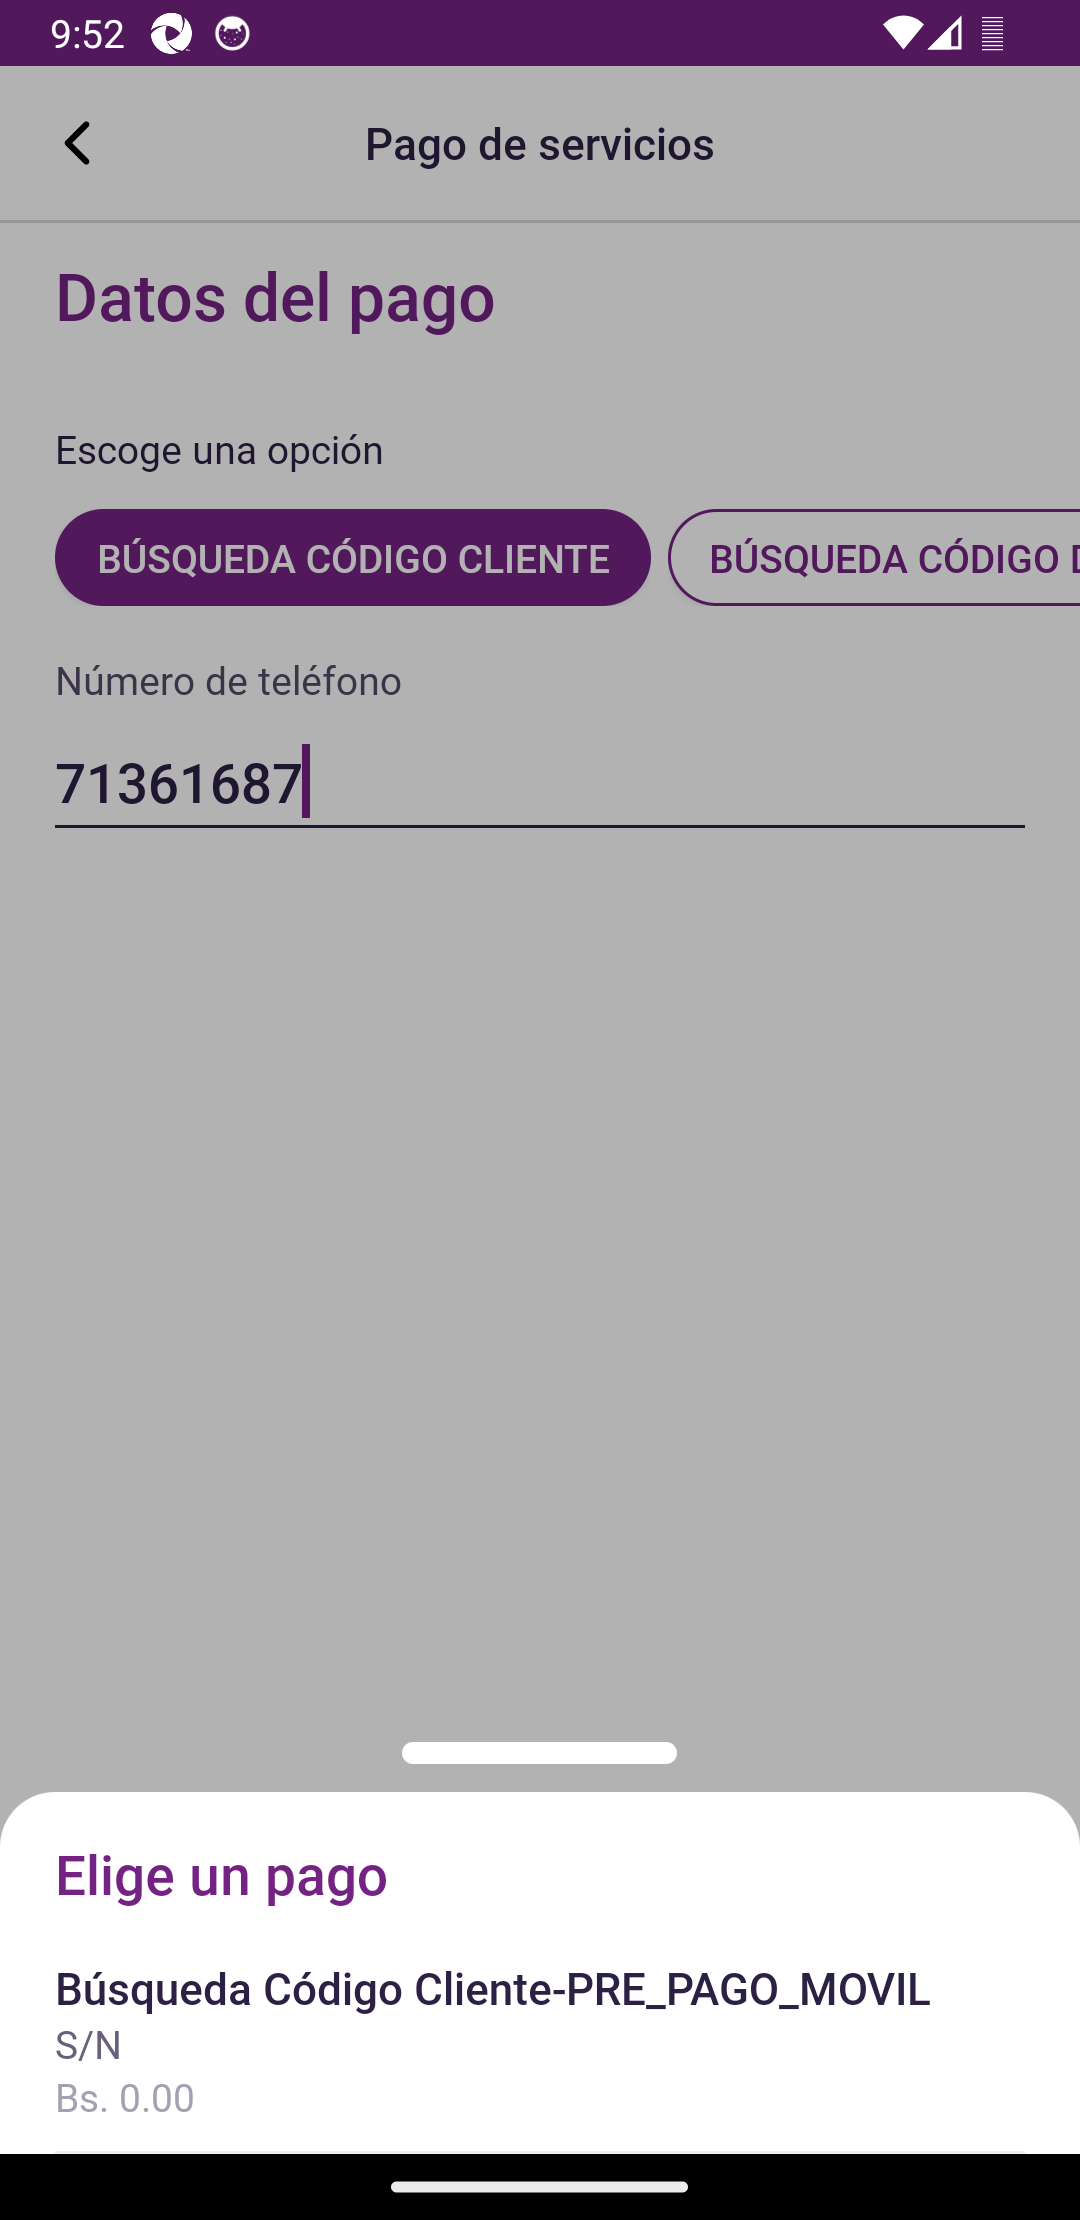 9:52
Pago de servicios
Datos del pago
Escoge una opción
BÚSQUEDA CÓDIGO CLIENTE
BÚSQUEDA CÓDIGO
Número de teléfono
71361687
Elige un pago
Búsqueda Código Cliente-PRE_PAGO_MOVIL
S/N
Bs. 0.00